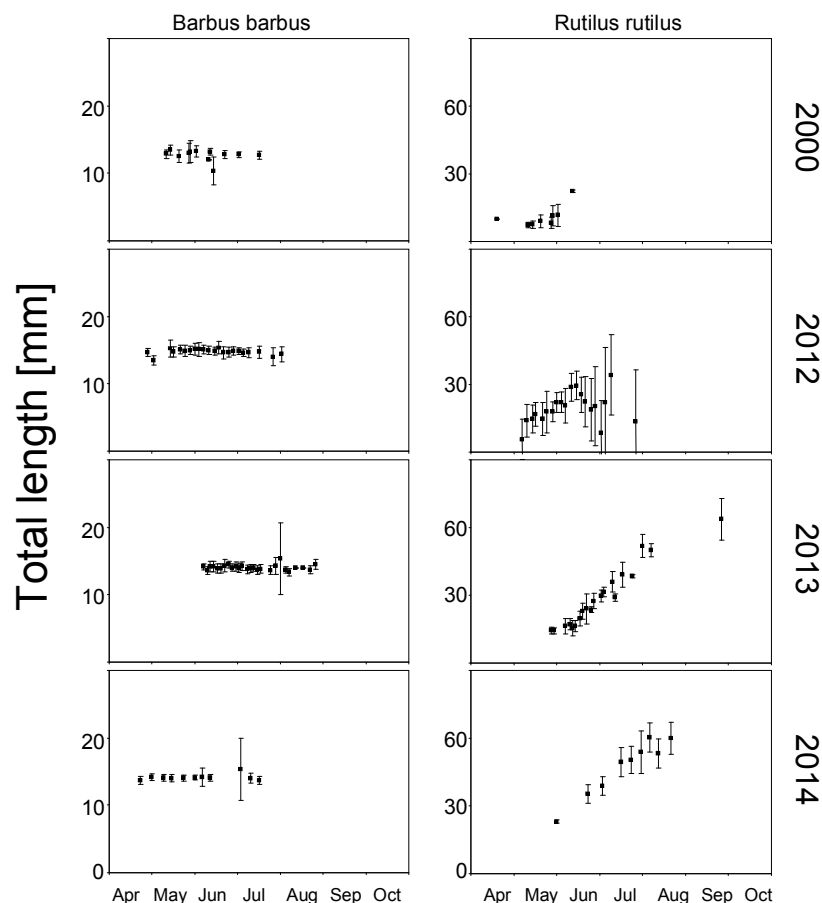 Barbus barbus Rutilus rutilus
20 60 2000
10 30
20 60 2012
10 30
Total length [mm]
20 60 2013
10 30
20 60 2014
10 30
0 0
Apr May Jun Jul Aug Sep Oct Apr May Jun Jul Aug Sep Oct